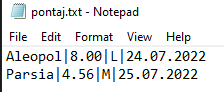 pontaj.txt - Notepad
File Edit Format View Help
Aleopol|8.00|L|24.07.2022
Parsia|4.56|M|25.07.2022